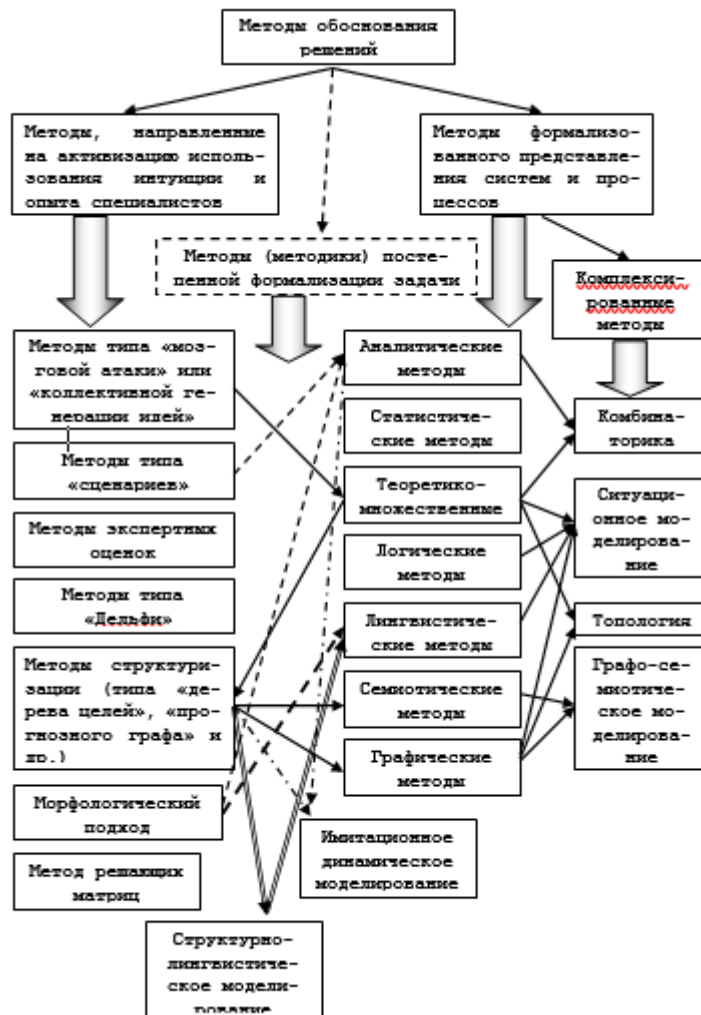 Методы обоснования
решений
Методы, направленные
на активизацию исполь-
зования интуиции и
опыта специалистов
Методы формализо-
ванного представле-
ния систем и про-
цессов
Методы (методики) посте-
пенной формализации задачи
Комплекси-
рованные
методы
Методы типа «моз-
говой атаки» или
«коллективной ге-
нерации идей»
Методы типа
«сценариев»
Методы экспертных
оценок
Методы типа
«Дельфи»
Методы структури-
зации (типа «де-
рева целей», «про-
гнозного графа» и
др.)
Морфологический
подход
Метод решающих
матриц
Аналитические
методы
Статистиче-
ские методы
Теоретико-
множественные
Логические
методы
Лингвистиче-
ские методы
Семиотические
методы
Графические
методы
Комбина-
торика
Ситуаци-
онное мо-
делирова-
ние
Топология
Графо-се-
миотиче-
ское мо-
делирова-
ние
Имитационное
динамическое
моделирование
Структурно-
лингвистиче-
ское модели-
рование